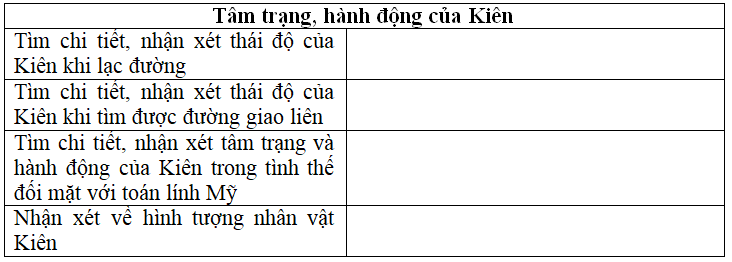 Tâm trạng, hành động của Kiên
Tìm chi tiết, nhận xét thái độ của
Kiên khi lạc đường
Tìm chi tiết, nhận xét thái độ của
Kiên khi tìm được đường giao liên
Tìm chi tiết, nhận xét tâm trạng và
hành động của Kiên trong tình thế
đối mặt với toán lính Mỹ
Nhận xét về hình tượng nhân vật
Kiên